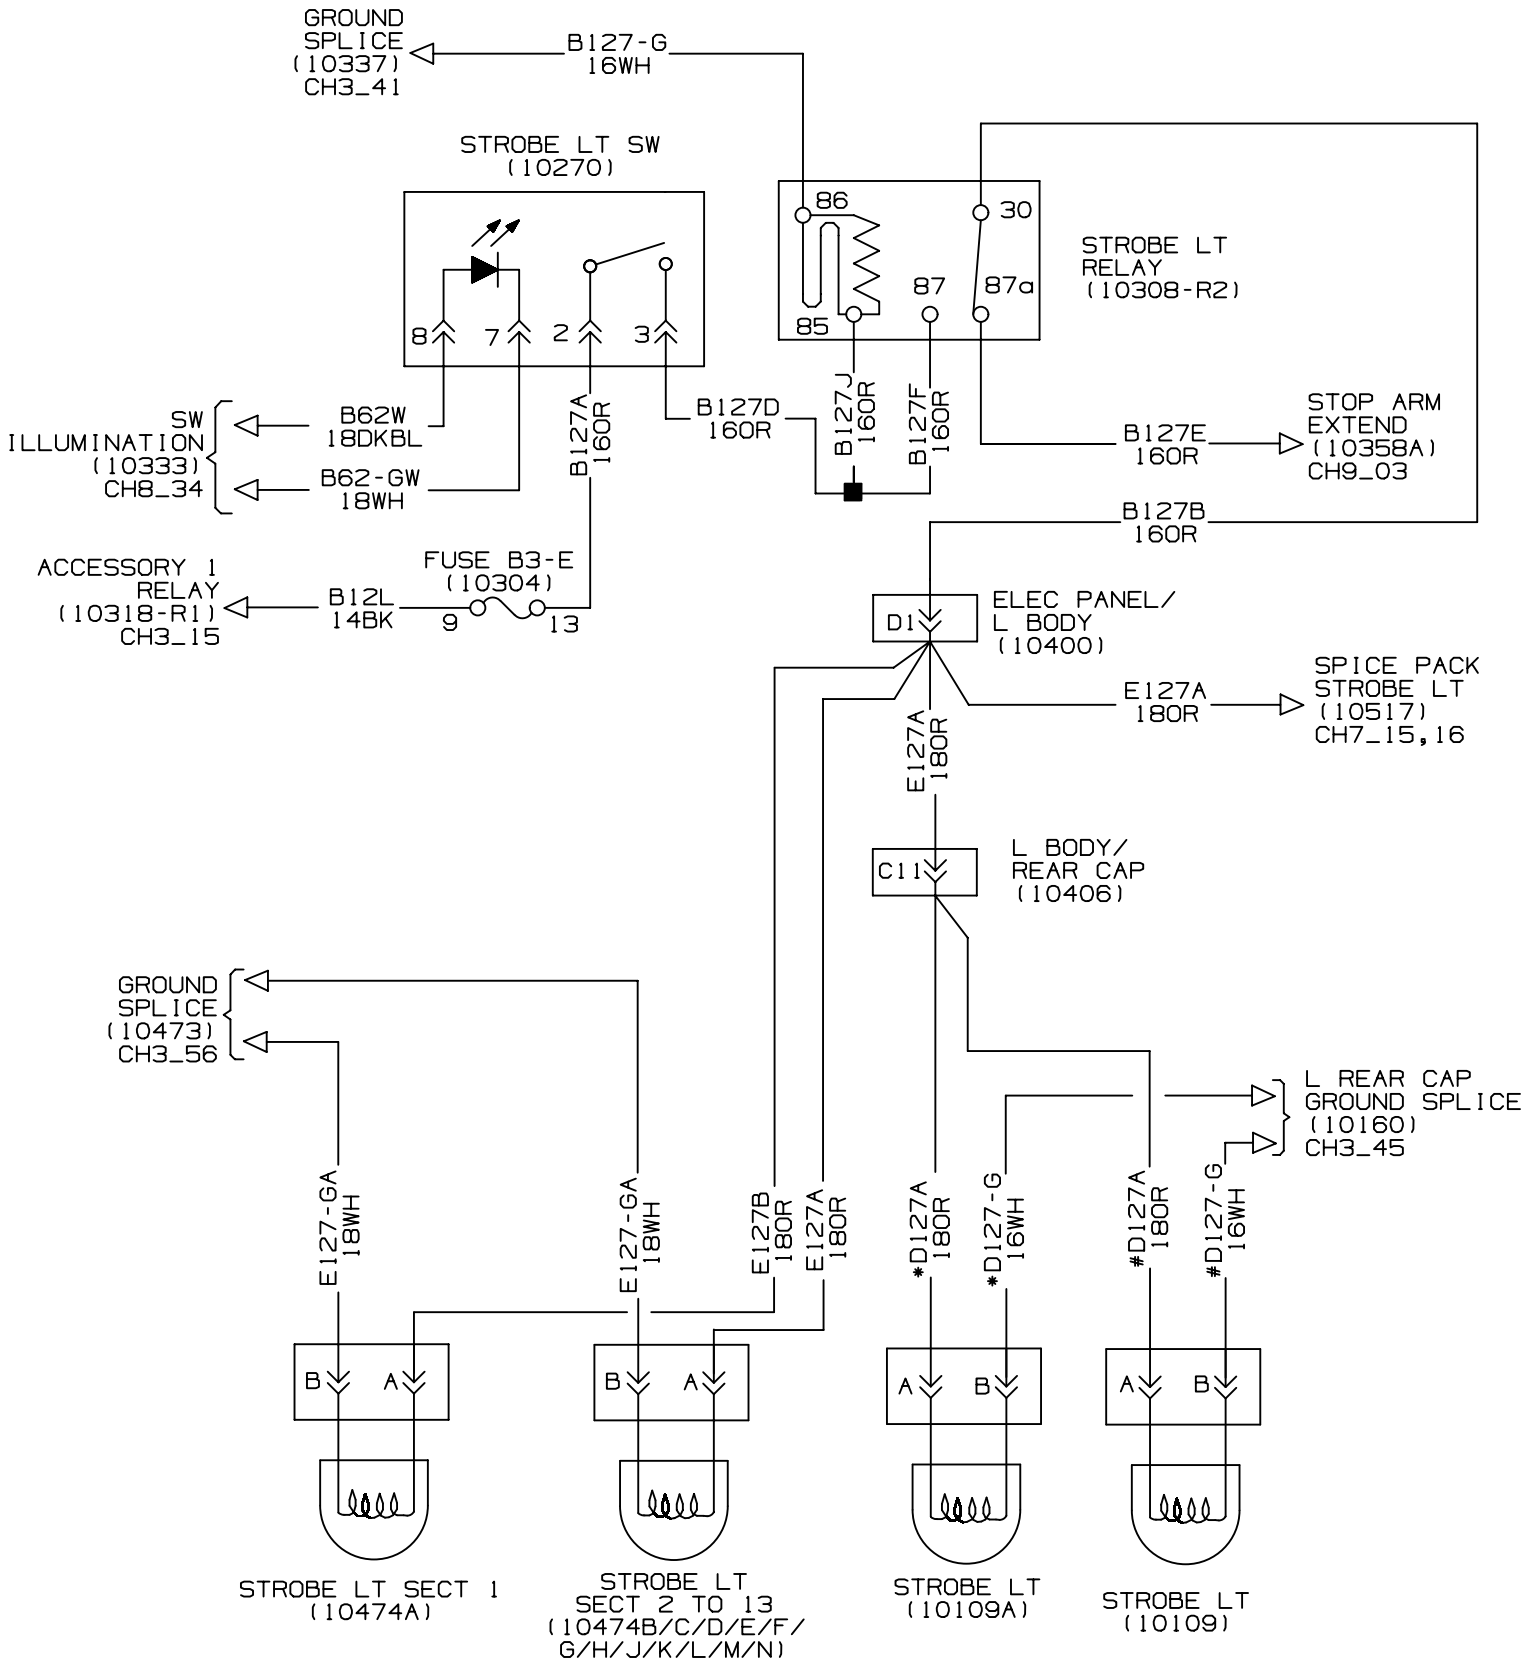 GROUND
SPLICE
(10337)
CH3_41
B127-G
16WH
STROBE LT SW
(10270)
8
7
2
3
86
30
85
87
87a
STROBE LT
RELAY
(10308-R2)
SW
ILLUMINATION
(10333)
CH8_34
B62W
18DKBL
B62-GW
18WH
B127A
16OR
B127D
16OR
B127J
16OR
B127F
16OR
B127E
16OR
STOP ARM
EXTEND
(10358A)
CH9_03
B127B
16OR
ACCESSORY 1
RELAY
(10318-R1)
CH3_15
B12L
14BK
FUSE B3-E
(10304)
9
13
D1
ELEC PANEL/
L BODY
(10400)
E127A
18OR
SPICE PACK
STROBE LT
(10517)
CH7_15,16
E127A
18OR
C11
L BODY/
REAR CAP
(10406)
GROUND
SPLICE
(10473)
CH3_56
L REAR CAP
GROUND SPLICE
(10160)
CH3_45
E127-GA
18WH
E127-GA
18WH
E127B
18OR
E127A
18OR
*D127A
18OR
*D127-G
16WH
#D127A
18OR
#D127-G
16WH
B
A
B
A
A
B
A
B
STROBE LT SECT 1
(10474A)
STROBE LT
SECT 2 TO 13
(10474B/C/D/E/F/
G/H/J/K/L/M/N)
STROBE LT
(10109A)
STROBE LT
(10109)